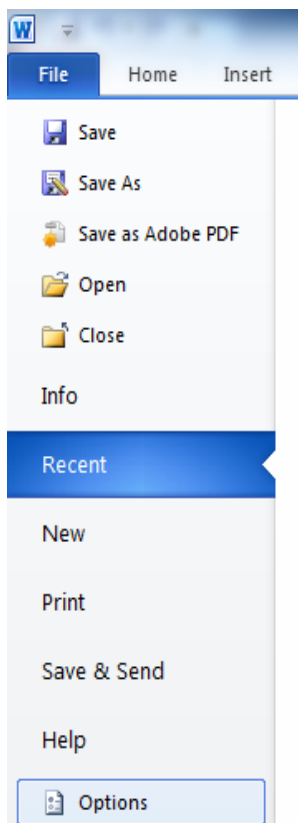 W
File Home Insert
Save
Save As
Save as Adobe PDF
Open
Close
Info
Recent
New
Print
Save & Send
Help
Options